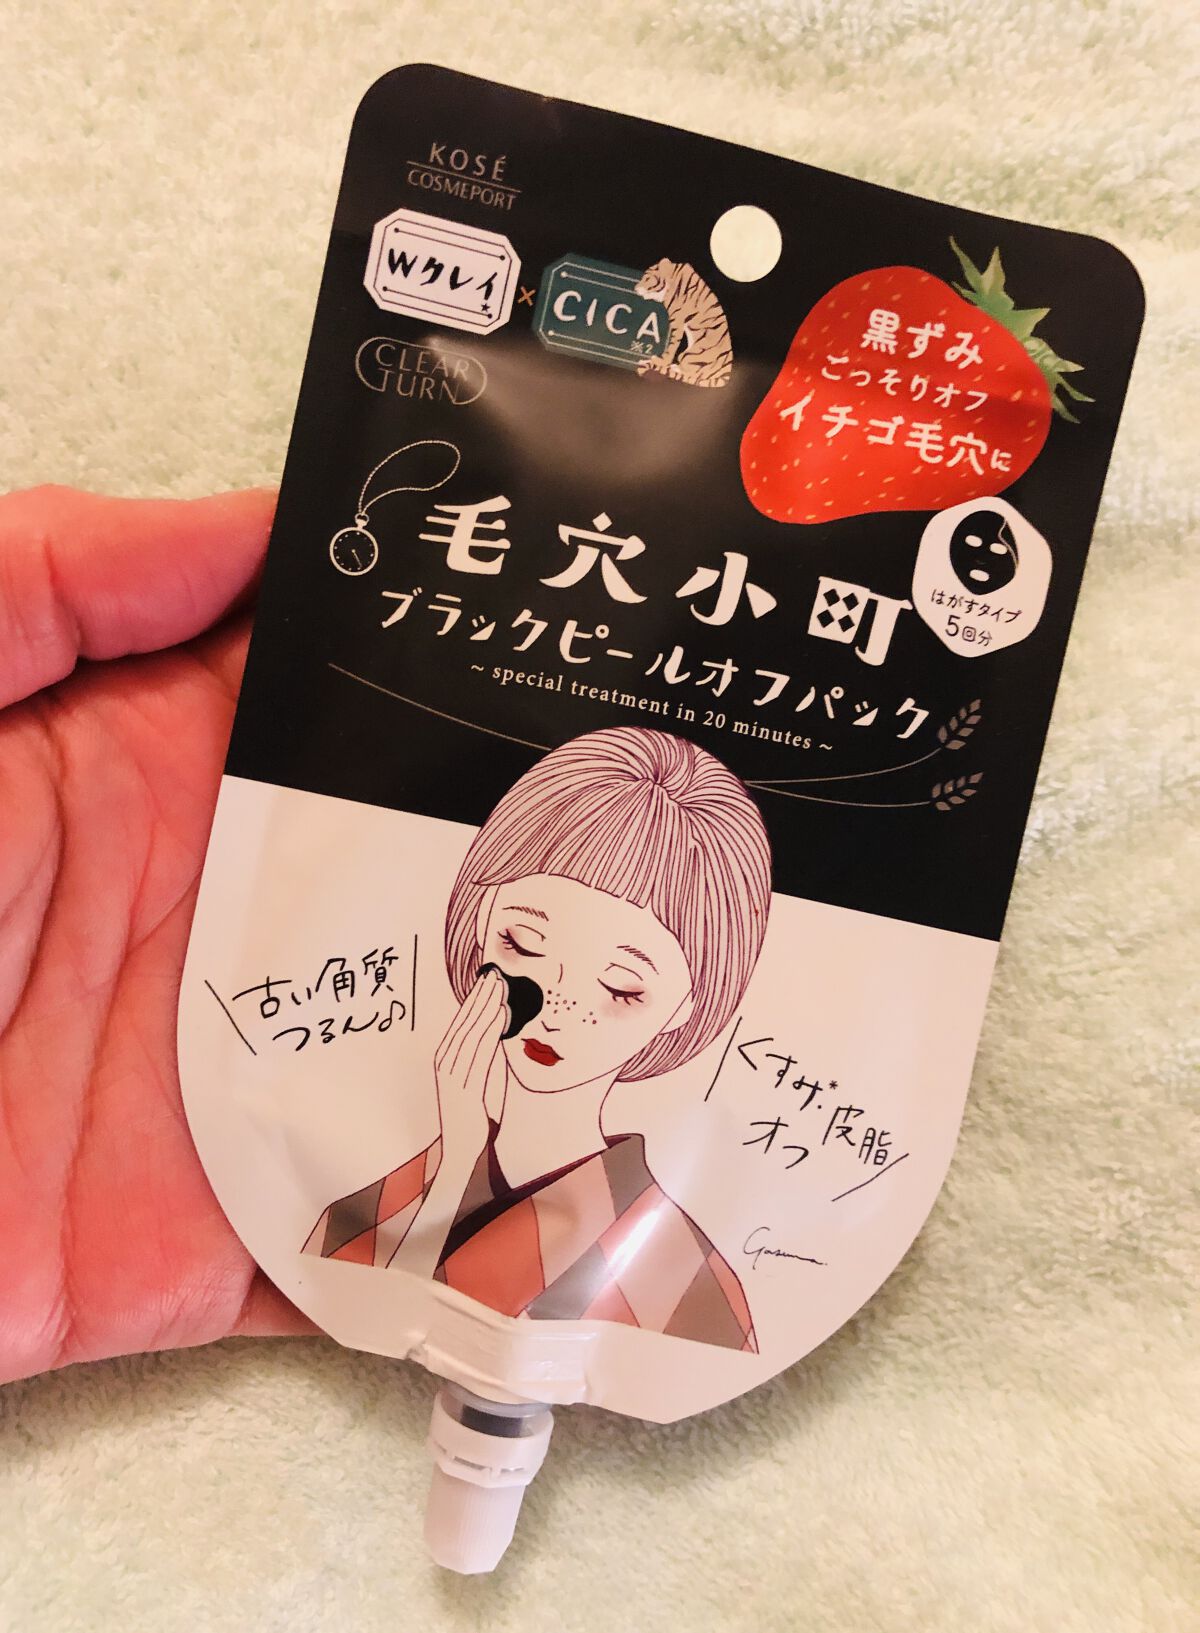 KOSÉ
COSMEPORT
Wクレイ
×
CICA
※2
CLEAR
TURN
黒ずみ
ごっそりオフ
イチゴ毛穴に
毛穴小町
ブラックピールオフパック
~ special treatment in 20 minutes ~
はがすタイプ
5回分
古い角質
つるん♪
くすみ*・皮脂
オフ